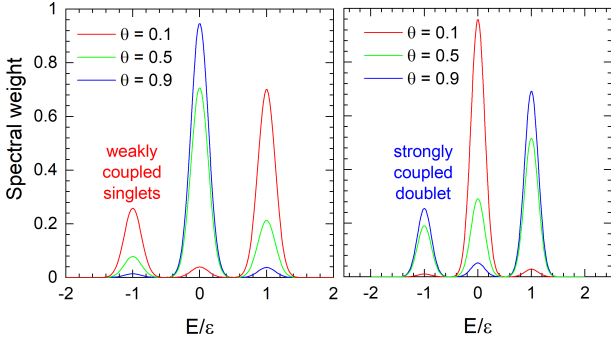 1
0.8
0.6
0.4
0.2
0
Spectral weight
θ = 0.1
θ = 0.5
θ = 0.9
weakly
coupled
singlets
-2
-1
0
1
2
E/ε
θ = 0.1
θ = 0.5
θ = 0.9
strongly
coupled
doublet
-2
-1
0
1
2
E/ε